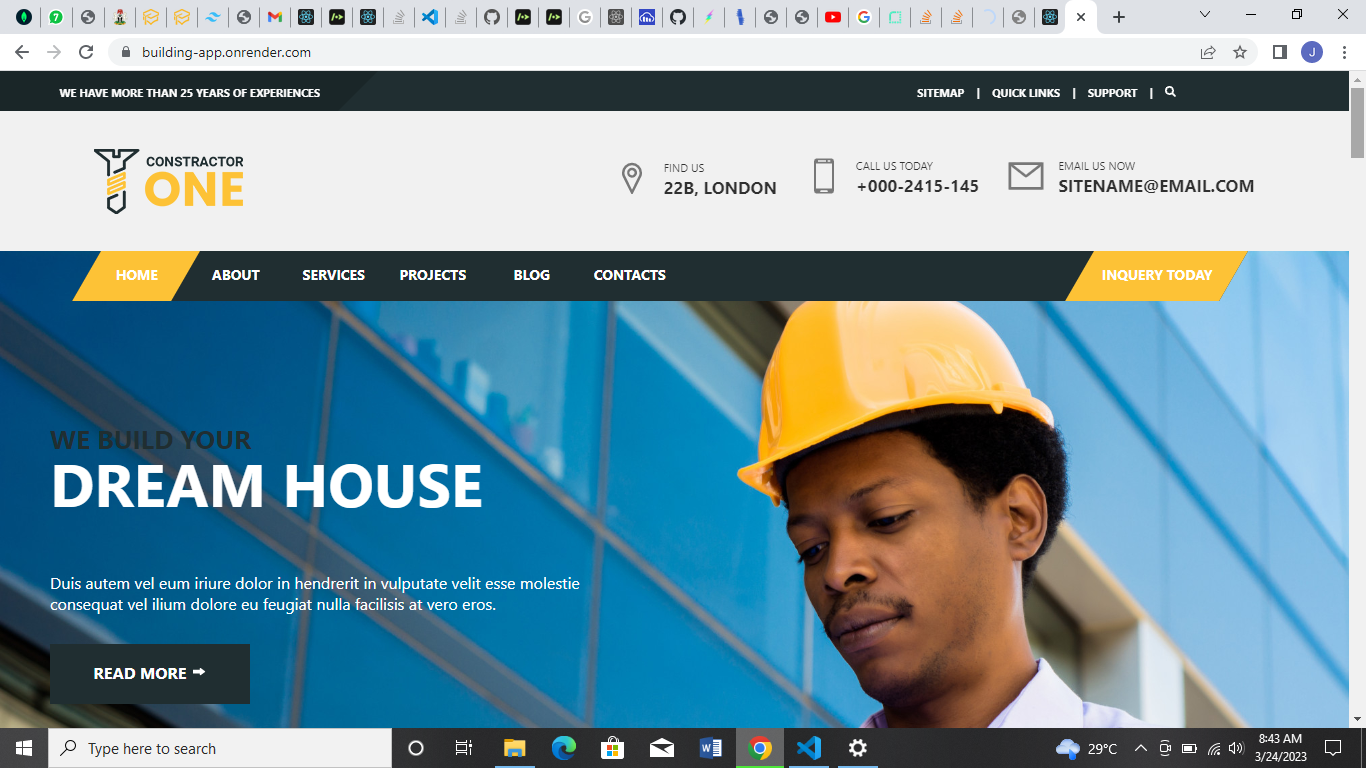 building-app.onrender.com
J
WE HAVE MORE THAN 25 YEARS OF EXPERIENCES
SITEMAP | QUICK LINKS | SUPPORT |
CONSTRACTOR
ONE
FIND US
22B, LONDON
CALL US TODAY
+000-2415-145
EMAIL US NOW
SITENAME@EMAIL.COM
HOME ABOUT SERVICES PROJECTS BLOG CONTACTS INQUERY TODAY
WE BUILD YOUR
DREAM HOUSE
Duis autem vel eum iriure dolor in hendrerit in vulputate velit esse molestie
consequat vel ilium dolore eu feugiat nulla facilisis at vero eros.
READ MORE
Type here to search
29°C
8:43 AM
3/24/2023